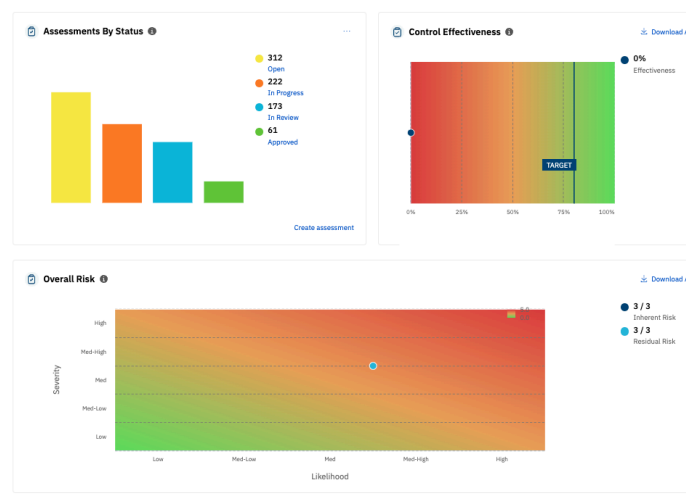 Assessments By Status
...
312
Open
222
In Progress
173
In Review
61
Approved
Create assessment
Control Effectiveness
Download
0%
Effectiveness
TARGET
0%
25%
50%
75%
100%
Overall Risk
Download
3 / 3
Inherent Risk
3 / 3
Residual Risk
Severity
High
Med-High
Med
Med-Low
Low
Low
Med-Low
Med
Med-High
High
Likelihood